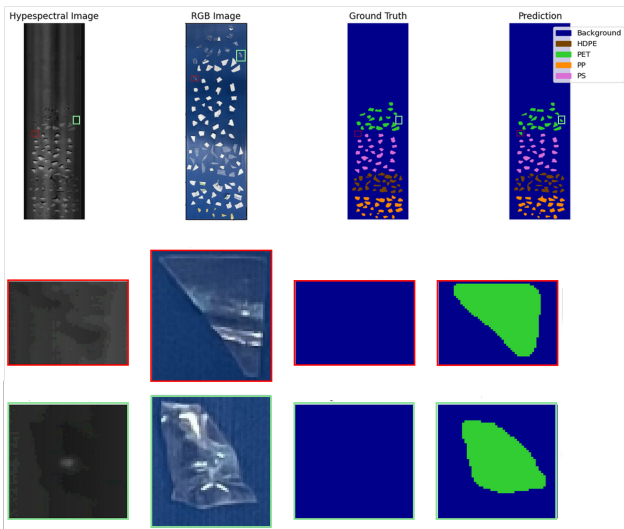 Hypespectral Image
RGB Image
Ground Truth
Prediction
Background
HDPE
PET
PP
PS